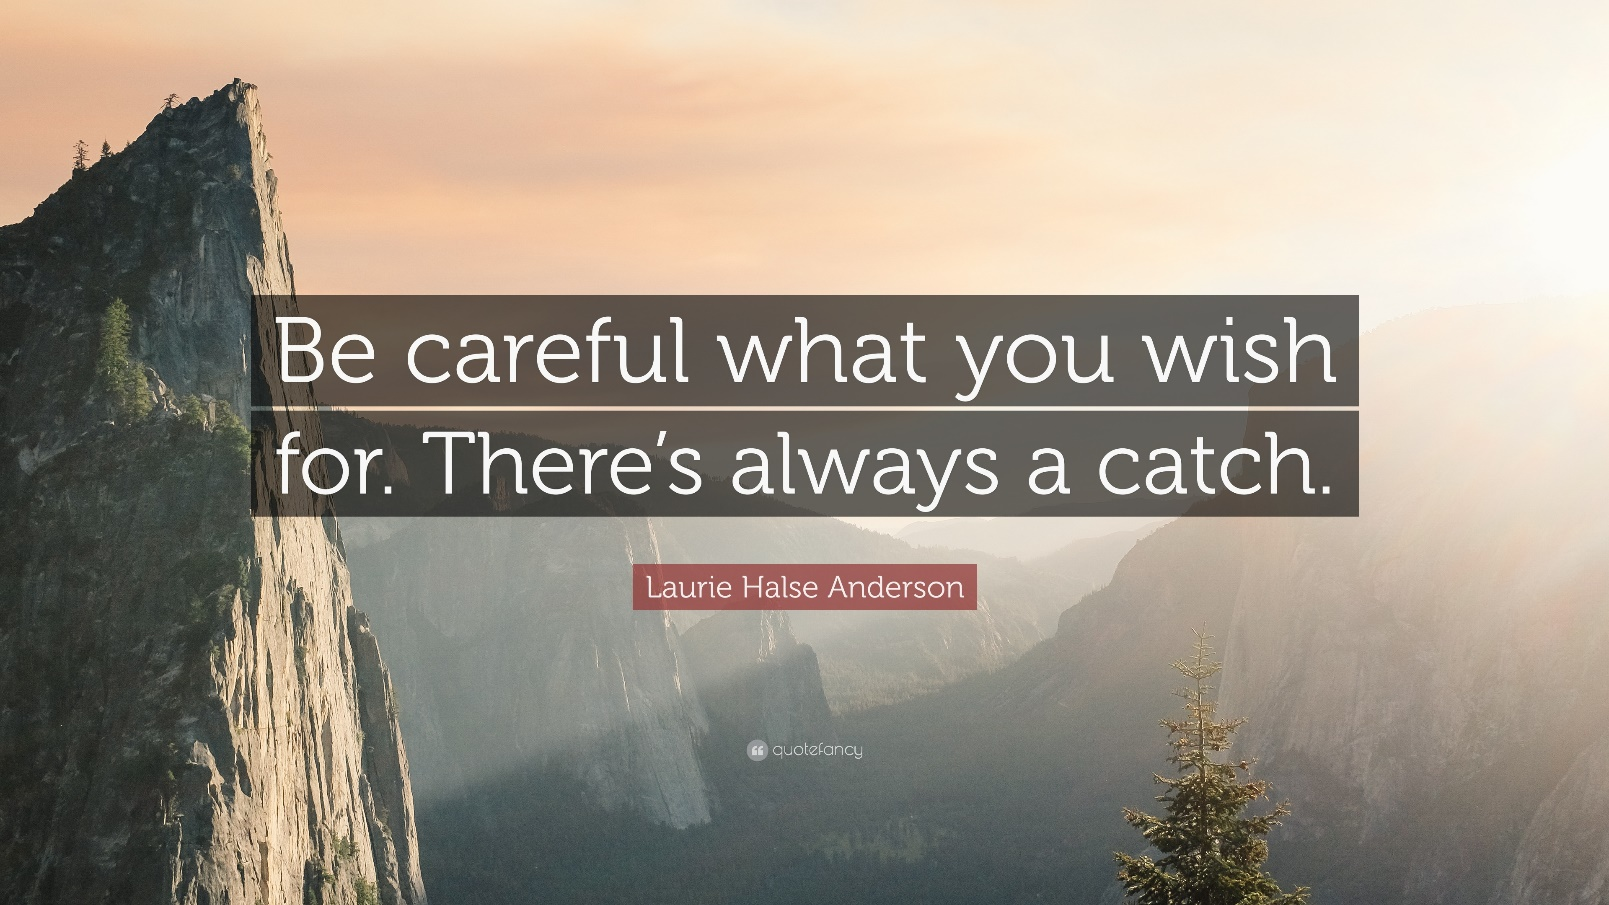 Be careful what you wish
for. There’s always a catch.
Laurie Halse Anderson
quotefancy